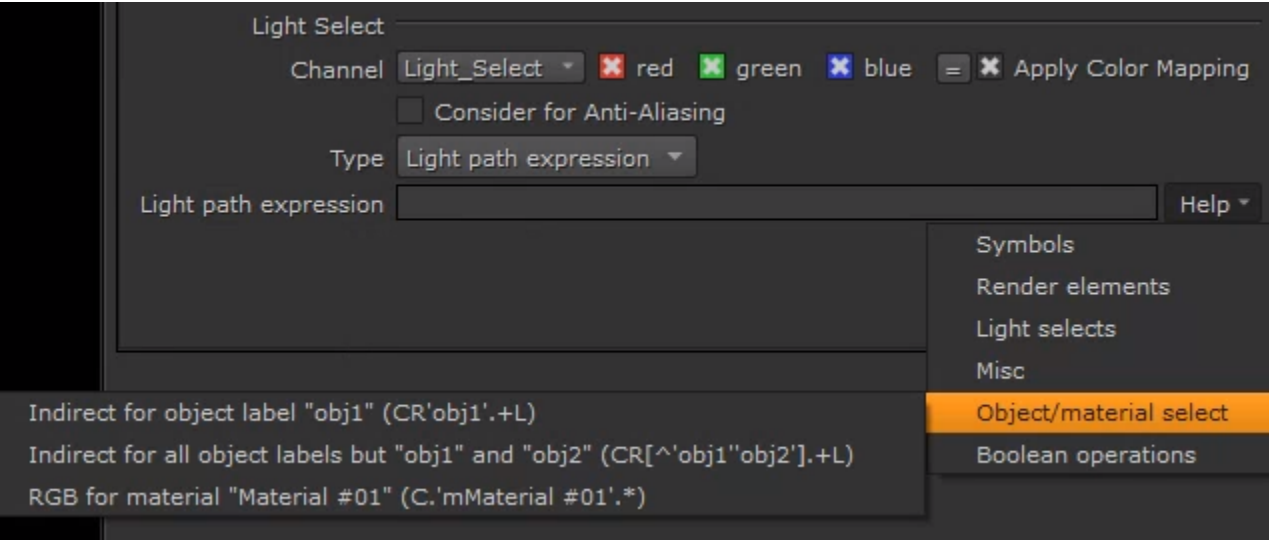 Light Select
Channel Light_Select red green blue = Apply Color Mapping
Consider for Anti-Aliasing
Type Light path expression
Light path expression Help
Symbols
Render elements
Light selects
Misc
Object/material select
Boolean operations
Indirect for object label "obj1" (CR'obj1'.+L)
Indirect for all object labels but "obj1" and "obj2" (CR[^'obj1''obj2'].+L)
RGB for material "Material #01" (C.'mMaterial #01'.*)